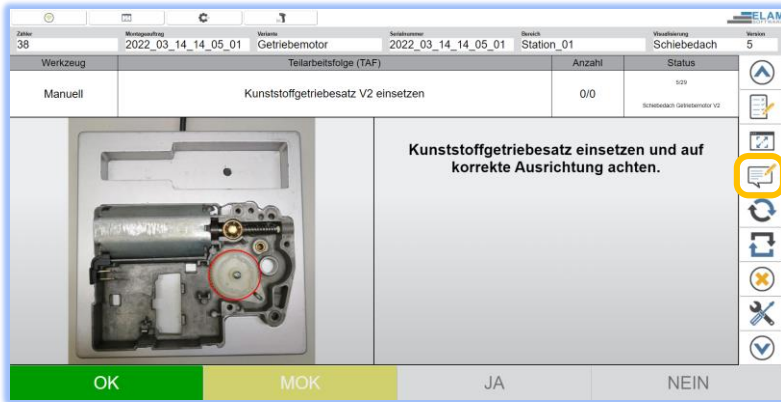 ELAM
SOFTWARE
Zähler
38
Montageauftrag
2022_03_14_14_05_01
Variante
Getriebemotor
Seriennummer
2022_03_14_14_05_01
Bereich
Station_01
Visualisierung
Schiebedach
Version
5
Werkzeug
Teilarbeitsfolge (TAF)
Anzahl
Status
Manuell
Kunststoffgetriebesatz V2 einsetzen
0/0
5/29
Schiebedach Getriebemotor V2
Kunststoffgetriebesatz einsetzen und auf
korrekte Ausrichtung achten.
OK
MOK
JA
NEIN